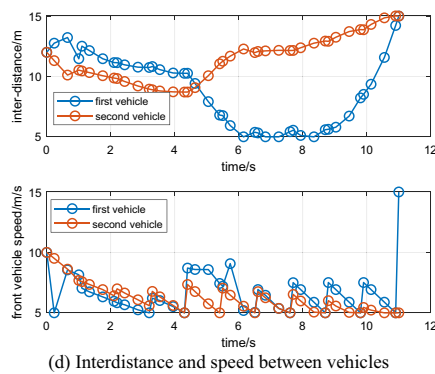 15
10
5
inter-distance/m
first vehicle
second vehicle
0 2 4 6 8 10 12
time/s
15
10
5
front vehicle speed/m/s
first vehicle
second vehicle
0 2 4 6 8 10 12
time/s
(d) Interdistance and speed between vehicles